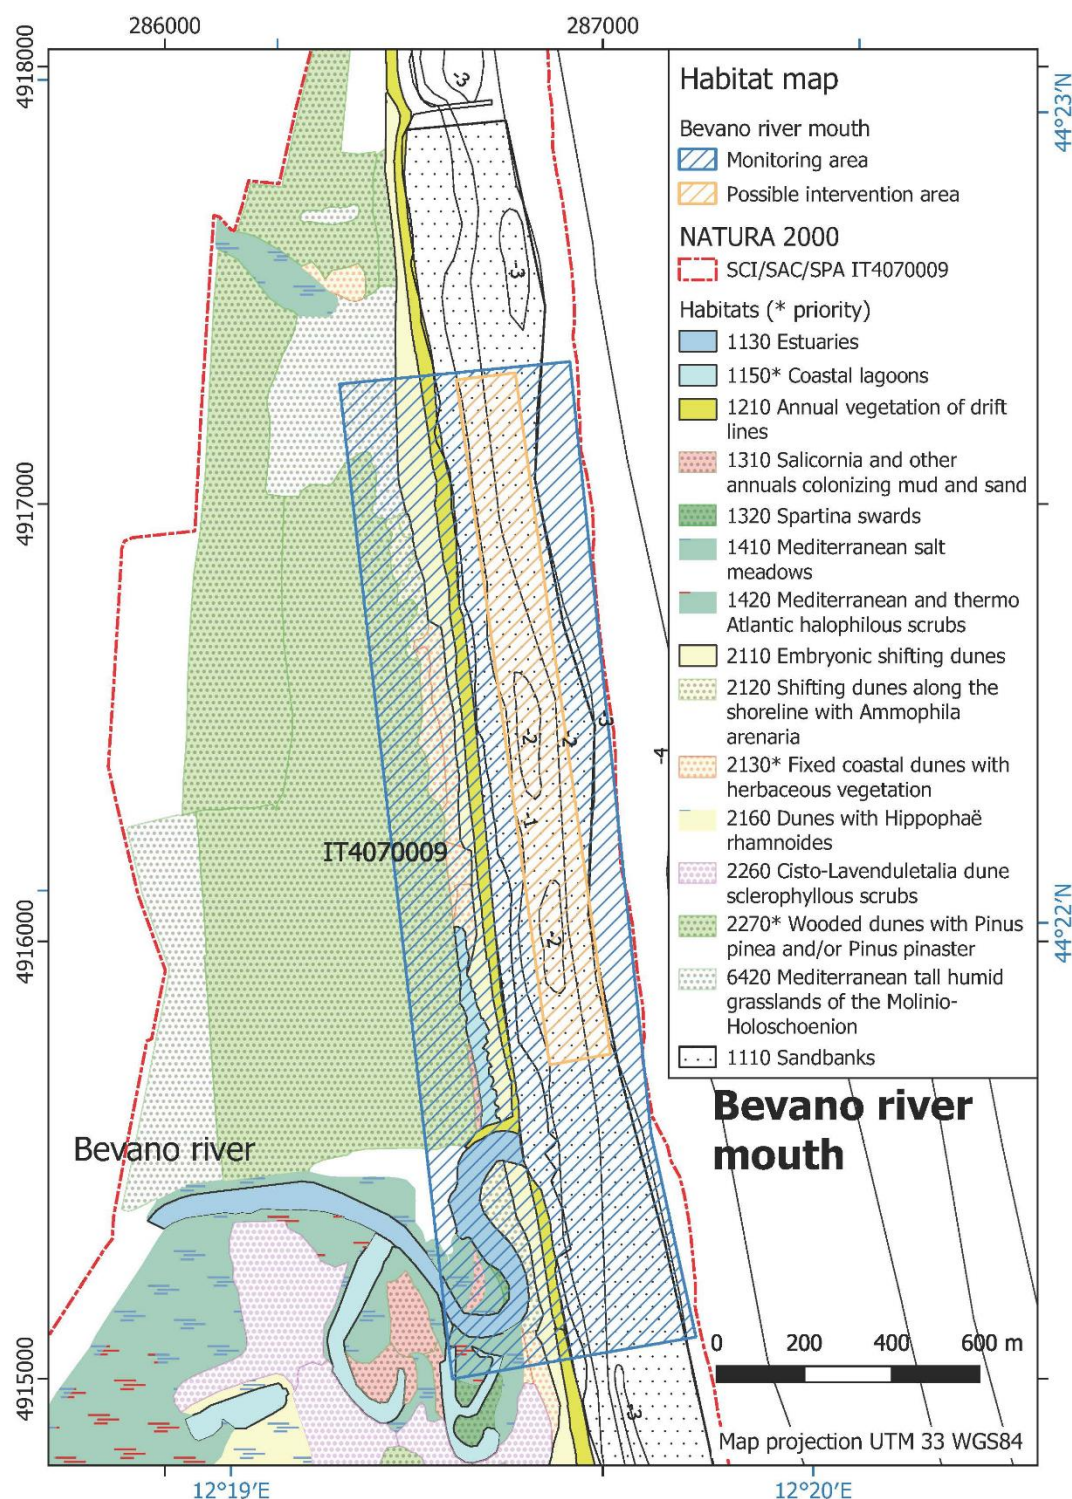 286000
287000
4918000
4917000
4916000
4915000
44°23′N
44°22′N
12°19′E
12°20′E
Habitat map
Bevano river mouth
Monitoring area
Possible intervention area
NATURA 2000
SCI/SAC/SPA IT4070009
Habitats (* priority)
1130 Estuaries
1150* Coastal lagoons
1210 Annual vegetation of drift
lines
1310 Salicornia and other
annuals colonizing mud and sand
1320 Spartina swards
1410 Mediterranean salt
meadows
1420 Mediterranean and thermo
Atlantic halophilous scrubs
2110 Embryonic shifting dunes
2120 Shifting dunes along the
shoreline with Ammophila
arenaria
2130* Fixed coastal dunes with
herbaceous vegetation
2160 Dunes with Hippophaë
rhamnoides
2260 Cisto-Lavenduletalia dune
sclerophyllous scrubs
2270* Wooded dunes with Pinus
pinea and/or Pinus pinaster
6420 Mediterranean tall humid
grasslands of the Molinio-
Holoschoenion
1110 Sandbanks
-3
-3
-2
-2
-3
-4
-1
-2
-3
IT4070009
Bevano river
Bevano river
mouth
0 200 400 600 m
Map projection UTM 33 WGS84